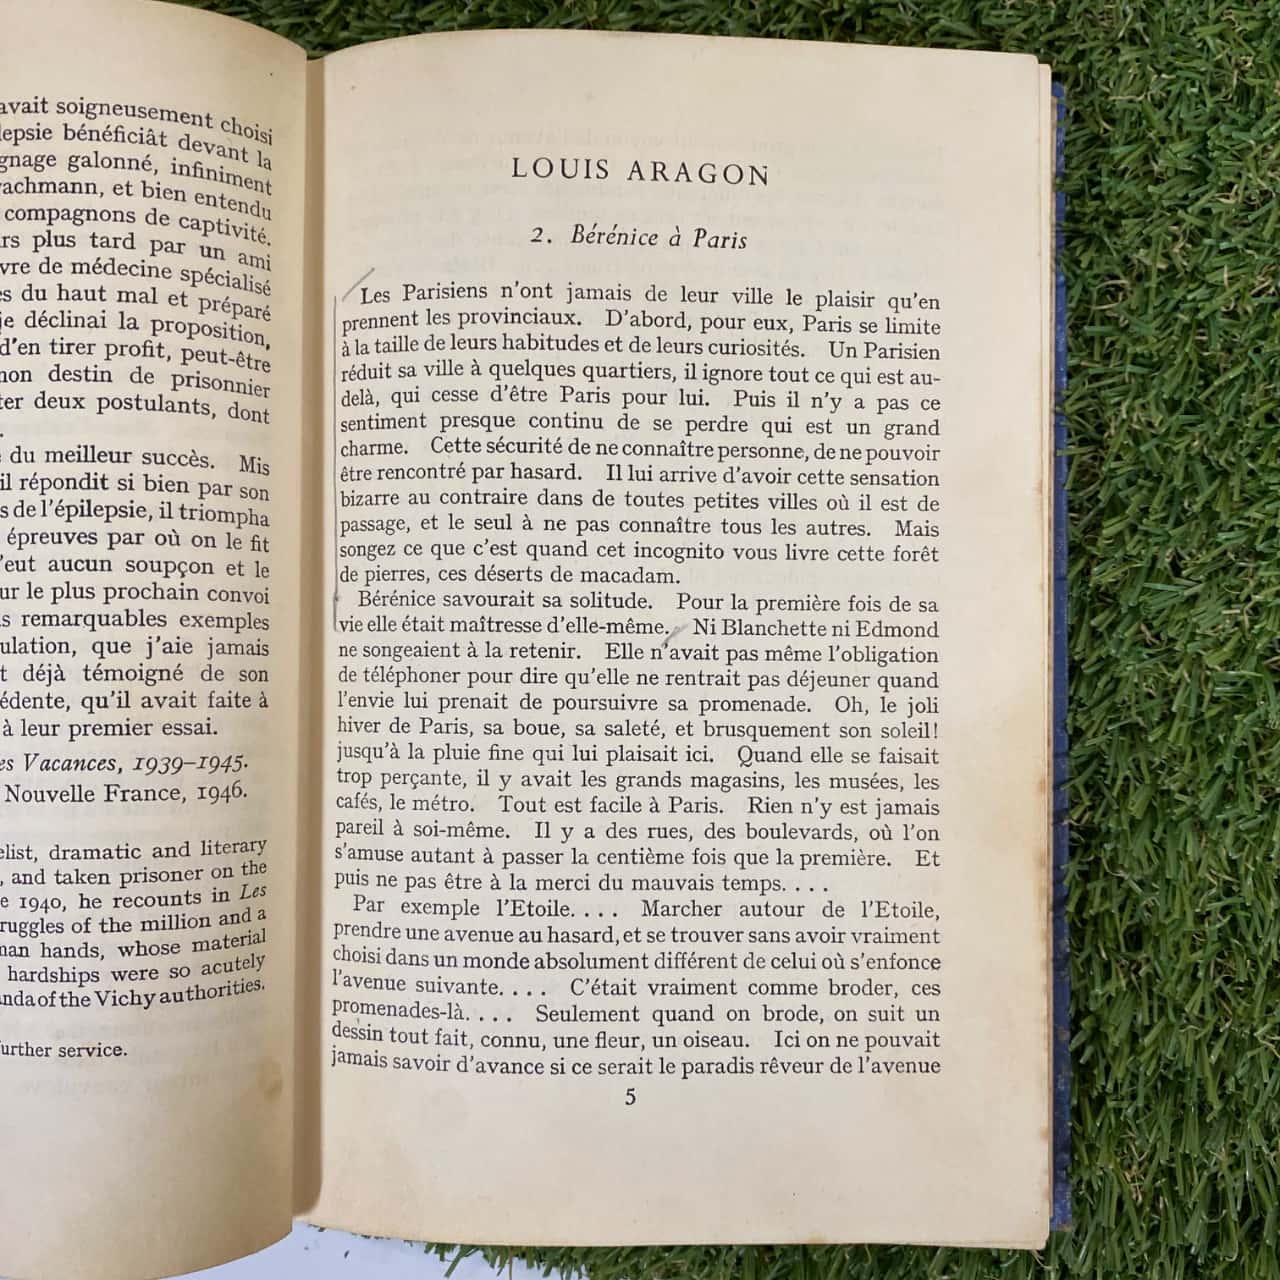 avait soigneusement choisi
bénéficiât devant la
galonné, infiniment
et bien entendu
compagnons de captivité.
plus tard par un ami
de médecine spécialisé
du haut mal et préparé
je déclinai la proposition,
d'en tirer profit, peut-être
destin de prisonnier
deux postulants, dont
du meilleur succès. Mis
il répondit si bien par son
de l'épilepsie, il triompha
épreuves par où on le fit
eut aucun soupçon et le
le plus prochain convoi
remarquables exemples
que j'aie jamais
déjà témoigné de son
qu'il avait faite à
à leur premier essai.
Vacances, 1939–1945.
Nouvelle France, 1946.
dramatic and literary
, and taken prisoner on the
1940, he recounts in Les
of the million and a
hands, whose material
hardships were so acutely
of the Vichy authorities.
further service.
LOUIS ARAGON
2. Bérénice à Paris
Les Parisiens n'ont jamais de leur ville le plaisir qu'en
prennent les provinciaux. D'abord, pour eux, Paris se limite
à la taille de leurs habitudes et de leurs curiosités. Un Parisien
réduit sa ville à quelques quartiers, il ignore tout ce qui est au-
delà, qui cesse d'être Paris pour lui. Puis il n'y a pas ce
sentiment presque continu de se perdre qui est un grand
charme. Cette sécurité de ne connaître personne, de ne pouvoir
être rencontré par hasard. Il lui arrive d'avoir cette sensation
bizarre au contraire dans de toutes petites villes où il est de
passage, et le seul à ne pas connaître tous les autres. Mais
songez ce que c'est quand cet incognito vous livre cette forêt
de pierres, ces déserts de macadam.
Bérénice savourait sa solitude. Pour la première fois de sa
vie elle était maîtresse d'elle-même. Ni Blanchette ni Edmond
ne songeaient à la retenir. Elle n'avait pas même l'obligation
de téléphoner pour dire qu'elle ne rentrait pas déjeuner quand
l'envie lui prenait de poursuivre sa promenade. Oh, le joli
hiver de Paris, sa boue, sa saleté, et brusquement son soleil!
jusqu'à la pluie fine qui lui plaisait ici. Quand elle se faisait
trop perçante, il y avait les grands magasins, les musées, les
cafés, le métro. Tout est facile à Paris. Rien n'y est jamais
pareil à soi-même. Il y a des rues, des boulevards, où l'on
s'amuse autant à passer la centième fois que la première. Et
puis ne pas être à la merci du mauvais temps. . . .
Par exemple l'Etoile. . . . Marcher autour de l'Etoile,
prendre une avenue au hasard, et se trouver sans avoir vraiment
choisi dans un monde absolument différent de celui où s'enfonce
l'avenue suivante. . . . C'était vraiment comme broder, ces
promenades-là. . . . Seulement quand on brode, on suit un
dessin tout fait, connu, une fleur, un oiseau. Ici on ne pouvait
jamais savoir d'avance si ce serait le paradis rêveur de l'avenue
5